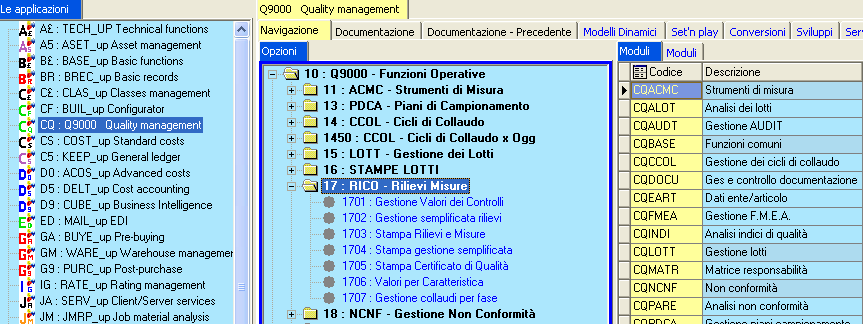 Le applicazioni
A£ : TECH_UP Technical functions
A5 : ASET_up Asset management
B£ : BASE_up Basic functions
BR : BREC_up Basic records
C£ : CLAS_up Classes management
CF : BUIL_up Configurator
CQ : Q9000 Quality management
CS : COST_up Standard costs
C5 : KEEP_up General ledger
D0 : ACOS_up Advanced costs
D5 : DELT_up Cost accounting
D9 : CUBE_up Business Intelligence
ED : MAIL_up EDI
GA : BUYE_up Pre-buying
GM : WARE_up Warehouse management
G9 : PURC_up Post-purchase
IG : RATE_up Rating management
JA : SERV_up Client/Server services
JM : JMRP_up Job material analysis
Q9000 Quality management
Navigazione Documentazione Documentazione - Precedente Modelli Dinamici Set'n play Conversioni Sviluppi Ser
Opzioni
10 : Q9000 - Funzioni Operative
11 : ACMC - Strumenti di Misura
13 : PDCA - Piani di Campionamento
14 : CCOL - Cicli di Collaudo
1450 : CCOL - Cicli di Collaudo x Ogg
15 : LOTT - Gestione dei Lotti
16 : STAMPE LOTTI
17 : RICO - Rilievi Misure
1701 : Gestione Valori dei Controlli
1702 : Gestione semplificata rilievi
1703 : Stampa Rilievi e Misure
1704 : Stampa gestione semplificata
1705 : Stampa Certificato di Qualità
1706 : Valori per Caratteristica
1707 : Gestione collaudi per fase
18 : NCNF - Gestione Non Conformità
Moduli Moduli
Codice Descrizione
CQACMC Strumenti di misura
CQALOT Analisi dei lotti
CQAUDT Gestione AUDIT
CQBASE Funzioni comuni
CQCCOL Gestione dei cicli di collaudo
CQDOCU Ges e controllo documentazione
CQEART Dati ente/articolo
CQFMEA Gestione F.M.E.A.
CQINDI Analisi indici di qualità
CQLOTT Gestione lotti
CQMATR Matrice responsabilità
CQNCNF Non conformità
CQPARE Analisi non conformità
CQPDCA Gestione piani campionamento